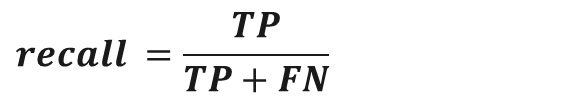 recall = TP / TP + FN